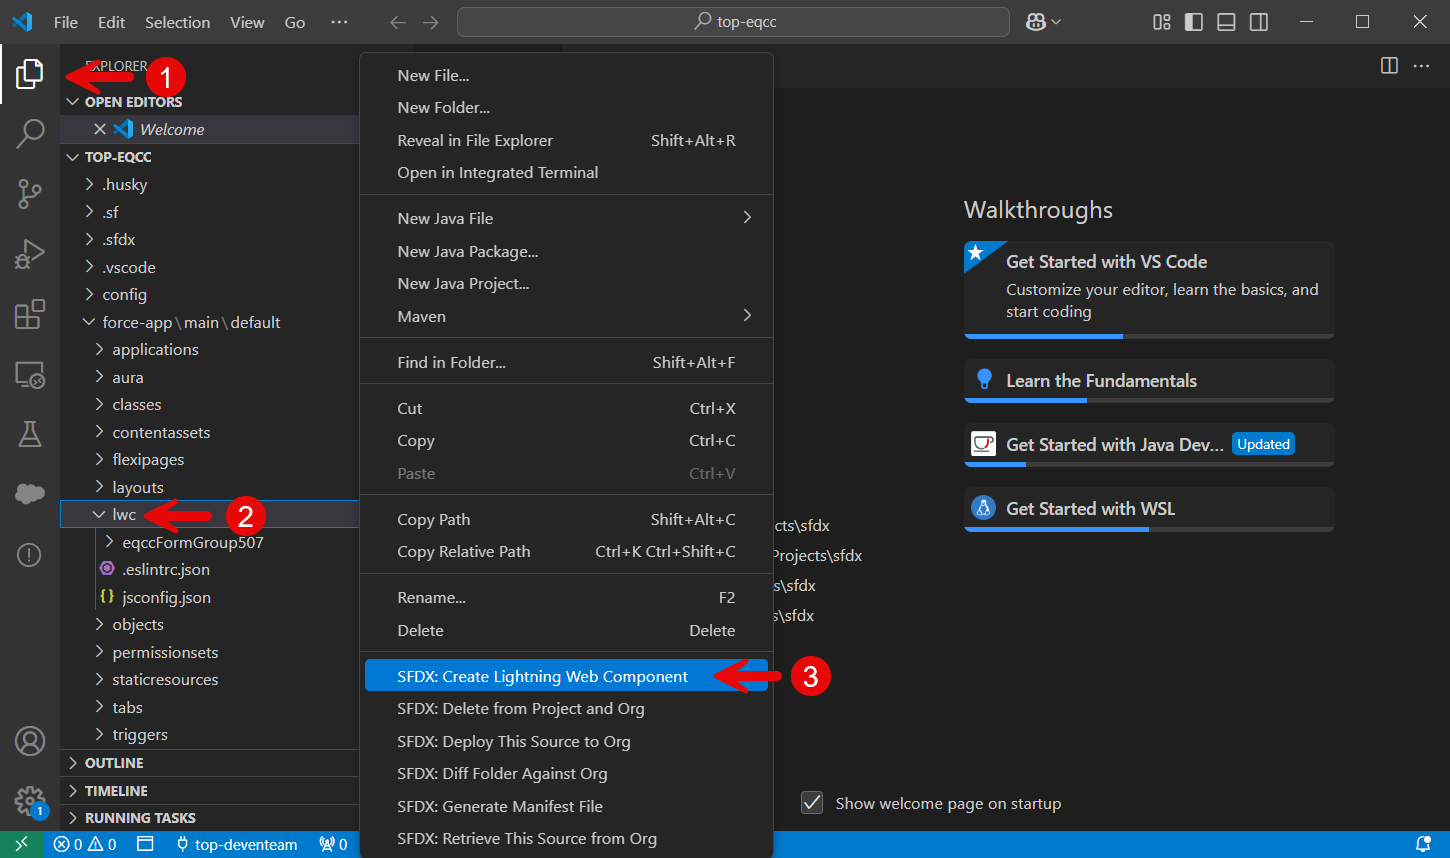 File Edit Selection View Go ···
top-eqcc
EXPLORER
1
OPEN EDITORS
Welcome
TOP-EQCC
.husky
.sf
.sfdx
.vscode
config
force-app\main\default
applications
aura
classes
contentassets
flexipages
layouts
lwc
2
eqccFormGroup507
.eslintrc.json
{} jsconfig.json
objects
permissionsets
staticresources
tabs
triggers
OUTLINE
TIMELINE
RUNNING TASKS
1
New File...
New Folder...
Reveal in File Explorer Shift+Alt+R
Open in Integrated Terminal
New Java File
New Java Package...
New Java Project...
Maven
Find in Folder... Shift+Alt+F
Cut Ctrl+X
Copy Ctrl+C
Paste Ctrl+V
Copy Path Shift+Alt+C
Copy Relative Path Ctrl+K Ctrl+Shift+C
Rename... F2
Delete Delete
SFDX: Create Lightning Web Component
3
SFDX: Delete from Project and Org
SFDX: Deploy This Source to Org
SFDX: Diff Folder Against Org
SFDX: Generate Manifest File
SFDX: Retrieve This Source from Org
cts\sfdx
Projects\sfdx
s\sfdx
s\sfdx
Walkthroughs
Get Started with VS Code
Customize your editor, learn the basics, and
start coding
Learn the Fundamentals
Get Started with Java Dev... Updated
Get Started with WSL
Show welcome page on startup
0 0 top-deventeam 0